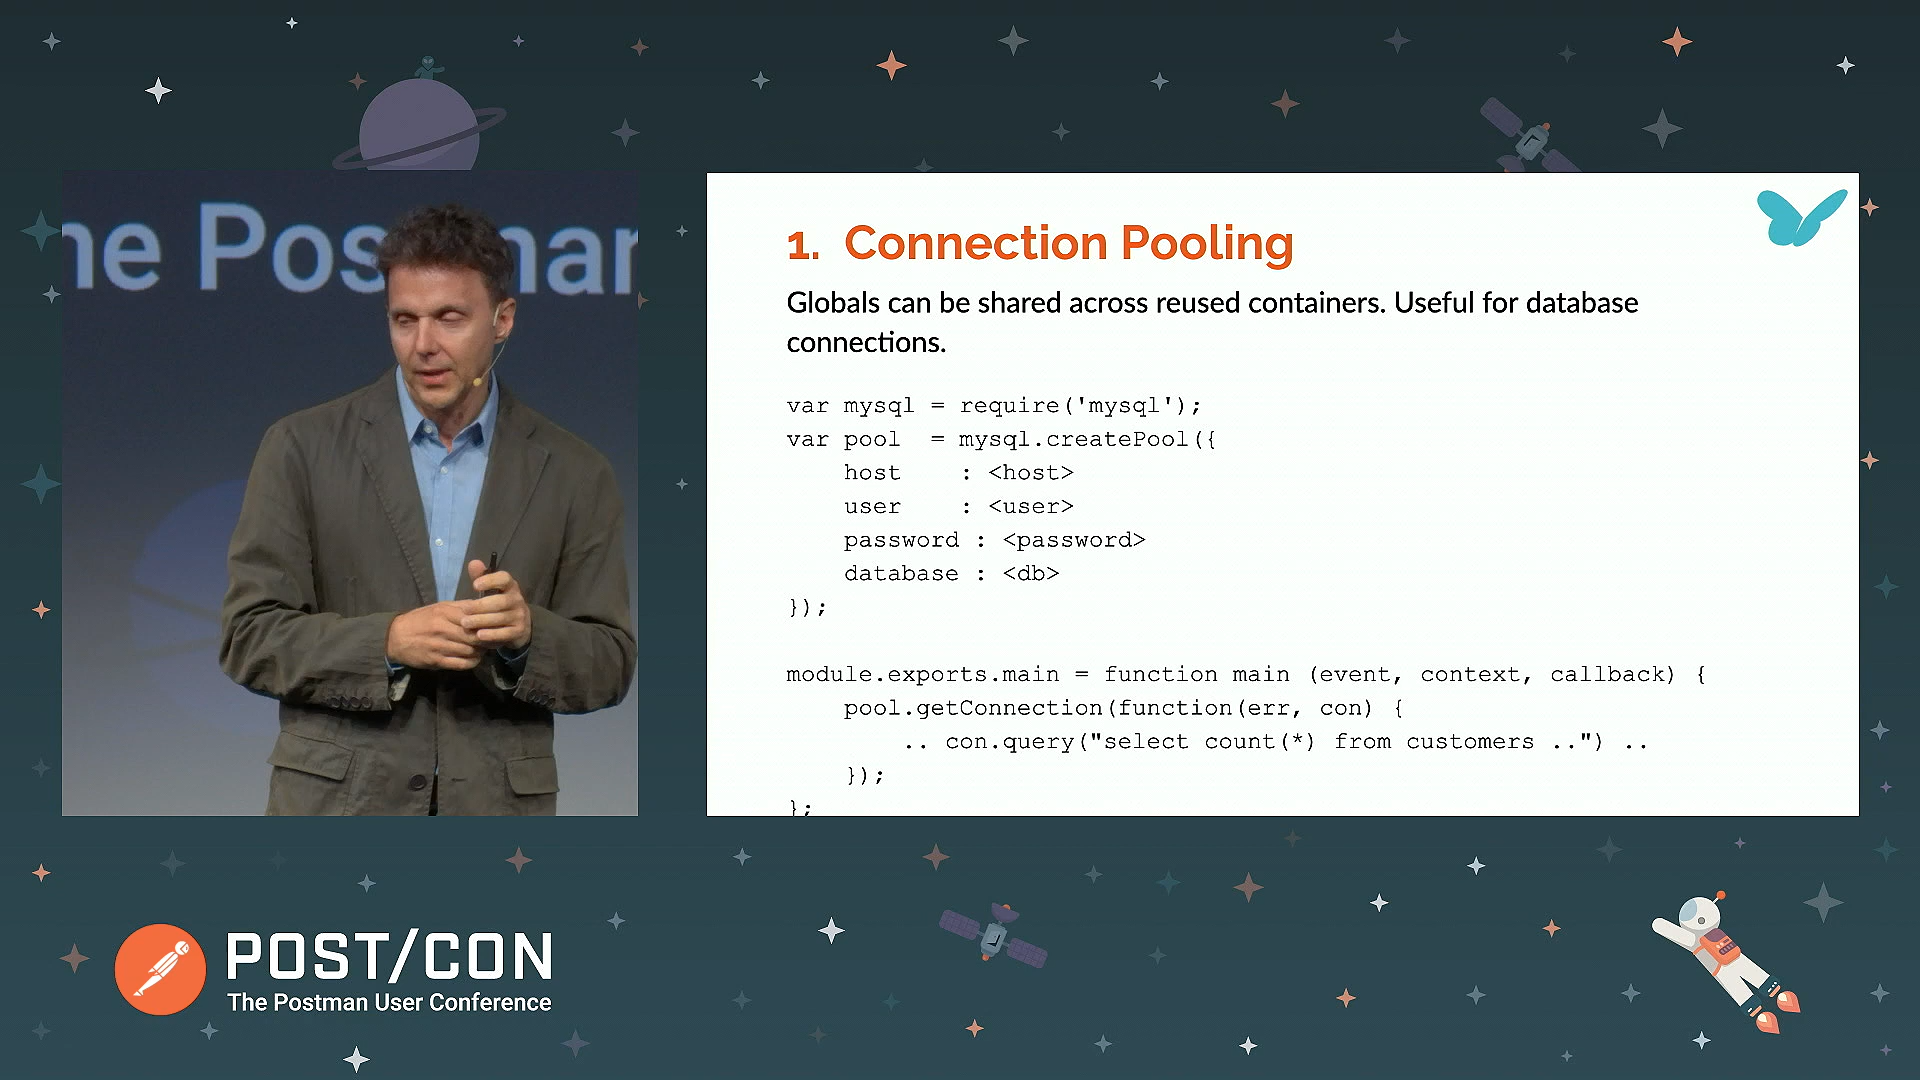 he Postman
1. Connection Pooling
Globals can be shared across reused containers. Useful for database
connections.
var mysql = require('mysql');
var pool  = mysql.createPool({
    host    : <host>
    user    : <user>
    password : <password>
    database : <db>
});
module.exports.main = function main (event, context, callback) {
    pool.getConnection(function(err, con) {
        .. con.query("select count(*) from customers ..") ..
    });
};
POST/CON
The Postman User Conference